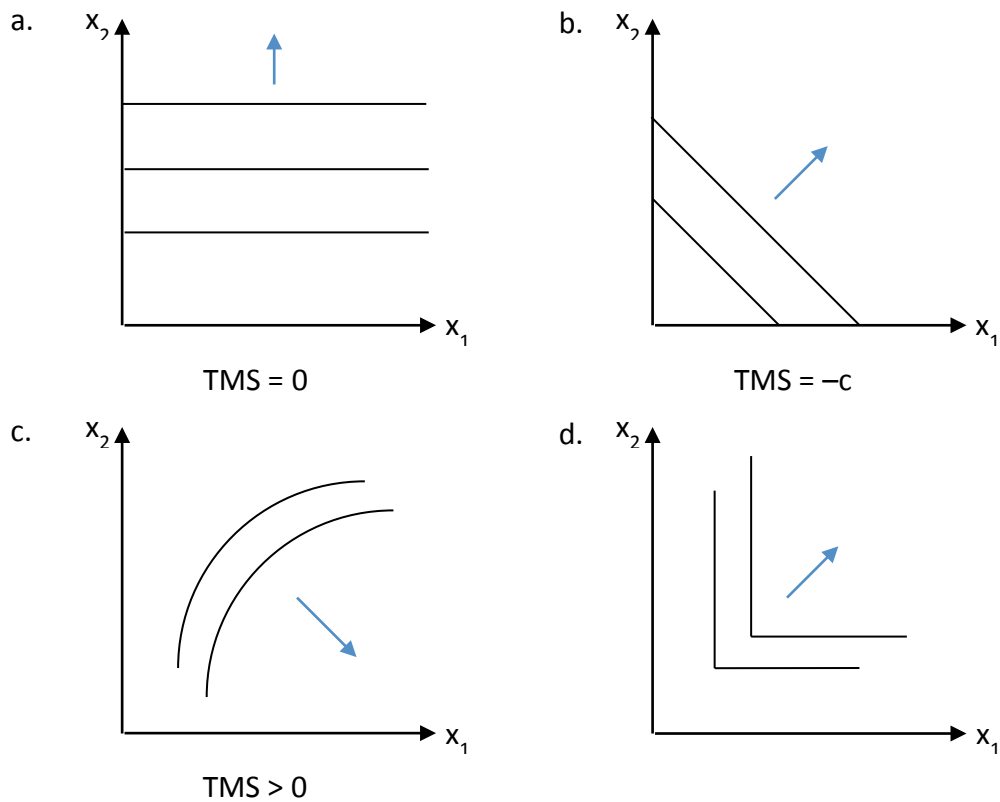 a.
x₂
x₁
TMS = 0
b.
x₂
x₁
TMS = –c
c.
x₂
x₁
TMS > 0
d.
x₂
x₁